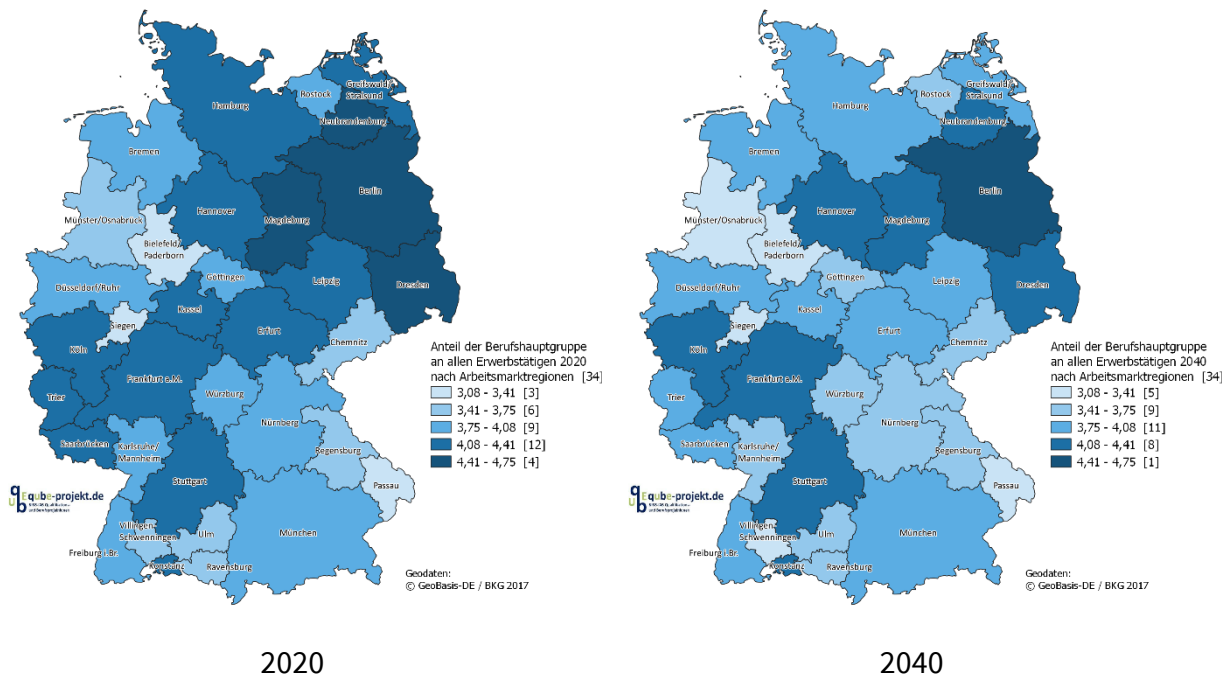 Hamburg
Rostock
Greifswald/
Stralsund
Neubrandenburg
Bremen
Berlin
Hannover
Magdeburg
Münster/Osnabrück
Bielefeld/
Paderborn
Göttingen
Leipzig
Dresden
Düsseldorf/Ruhr
Kassel
Siegen
Erfurt
Chemnitz
Köln
Frankfurt a.M.
Trier
Würzburg
Nürnberg
Saarbrücken
Karlsruhe/
Mannheim
Regensburg
Stuttgart
Passau
Villingen
Schwenningen
Ulm
München
Freiburg i.Br.
Konstanz
Ravensburg
Anteil der Berufshauptgruppe
an allen Erwerbstätigen 2020
nach Arbeitsmarktregionen [34]
3,08 - 3,41 [3]
3,41 - 3,75 [6]
3,75 - 4,08 [9]
4,08 - 4,41 [12]
4,41 - 4,75 [4]
qube-projekt.de
Geodaten:
© GeoBasis-DE / BKG 2017
2020
Hamburg
Rostock
Greifswald/
Stralsund
Neubrandenburg
Bremen
Berlin
Hannover
Magdeburg
Münster/Osnabrück
Bielefeld/
Paderborn
Göttingen
Leipzig
Dresden
Düsseldorf/Ruhr
Kassel
Siegen
Erfurt
Chemnitz
Köln
Frankfurt a.M.
Trier
Würzburg
Nürnberg
Saarbrücken
Karlsruhe/
Mannheim
Regensburg
Stuttgart
Passau
Villingen
Schwenningen
Ulm
München
Freiburg i.Br.
Konstanz
Ravensburg
Anteil der Berufshauptgruppe
an allen Erwerbstätigen 2040
nach Arbeitsmarktregionen [34]
3,08 - 3,41 [5]
3,41 - 3,75 [9]
3,75 - 4,08 [11]
4,08 - 4,41 [8]
4,41 - 4,75 [1]
qube-projekt.de
Geodaten:
© GeoBasis-DE / BKG 2017
2040